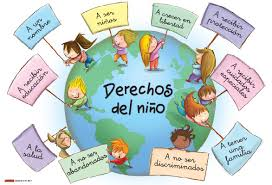 A ser
niños
A crecer en
libertad
A un
nombre
A recibir
protección
A recibir
educación
Derechos
del niño
A recibir
cuidados
especiales
A la
salud
A no ser
abandonados
A no ser
discriminados
A tener
una
familia